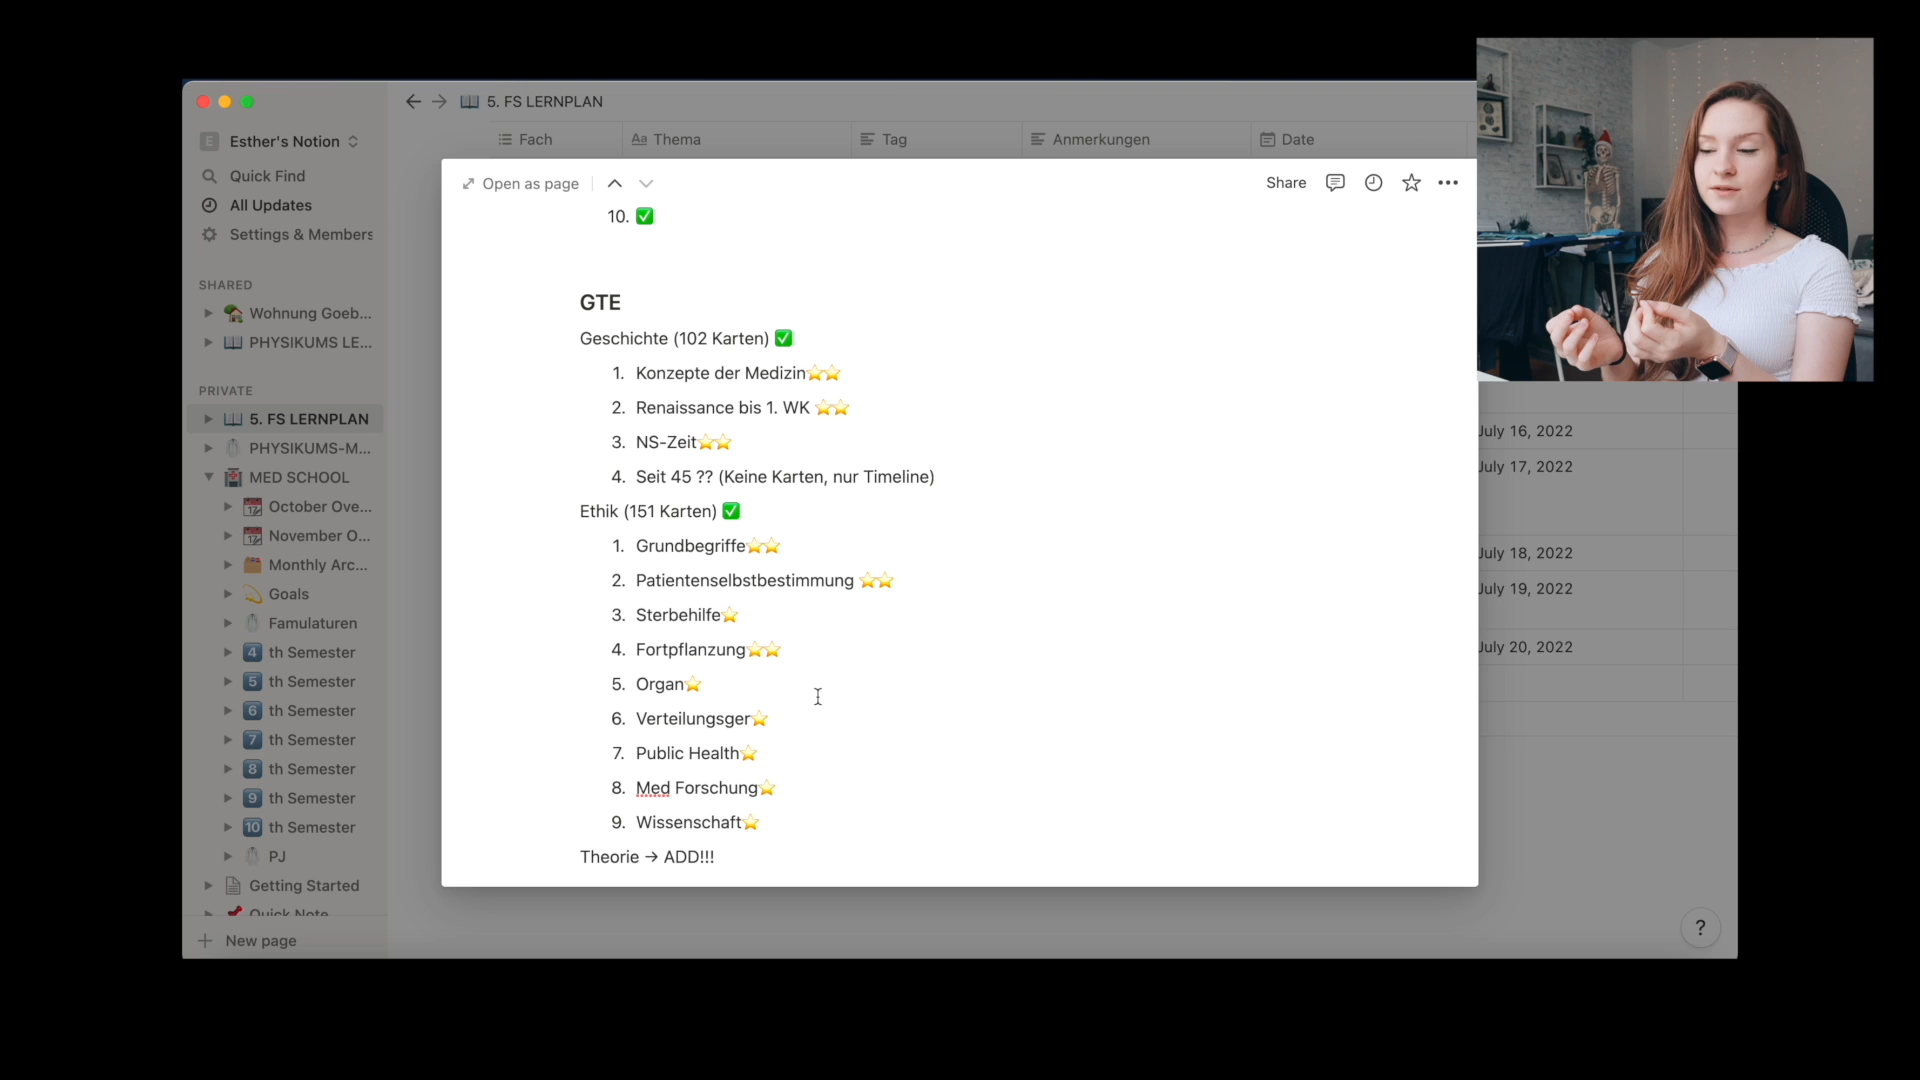 5. FS LERNPLAN
E Esther's Notion
Quick Find
All Updates
Settings & Members
SHARED
Wohnung Goeb...
PHYSIKUMS LE...
PRIVATE
5. FS LERNPLAN
PHYSIKUMS-M...
MED SCHOOL
October Ove...
November O...
Monthly Arc...
Goals
Famulaturen
4 th Semester
5 th Semester
6 th Semester
7 th Semester
8 th Semester
9 th Semester
10 th Semester
PJ
Getting Started
Quick Note
New page
Fach Aa Thema Tag Anmerkungen Date
Open as page Share
10. ✅
GTE
Geschichte (102 Karten) ✅
1. Konzepte der Medizin⭐⭐
2. Renaissance bis 1. WK ⭐⭐
3. NS-Zeit⭐⭐
4. Seit 45 ?? (Keine Karten, nur Timeline)
Ethik (151 Karten) ✅
1. Grundbegriffe⭐⭐
2. Patientenselbstbestimmung ⭐⭐
3. Sterbehilfe⭐
4. Fortpflanzung⭐⭐
5. Organ⭐
6. Verteilungsger⭐
7. Public Health⭐
8. Med Forschung⭐
9. Wissenschaft⭐
Theorie → ADD!!!
July 16, 2022
July 17, 2022
July 18, 2022
July 19, 2022
July 20, 2022
?